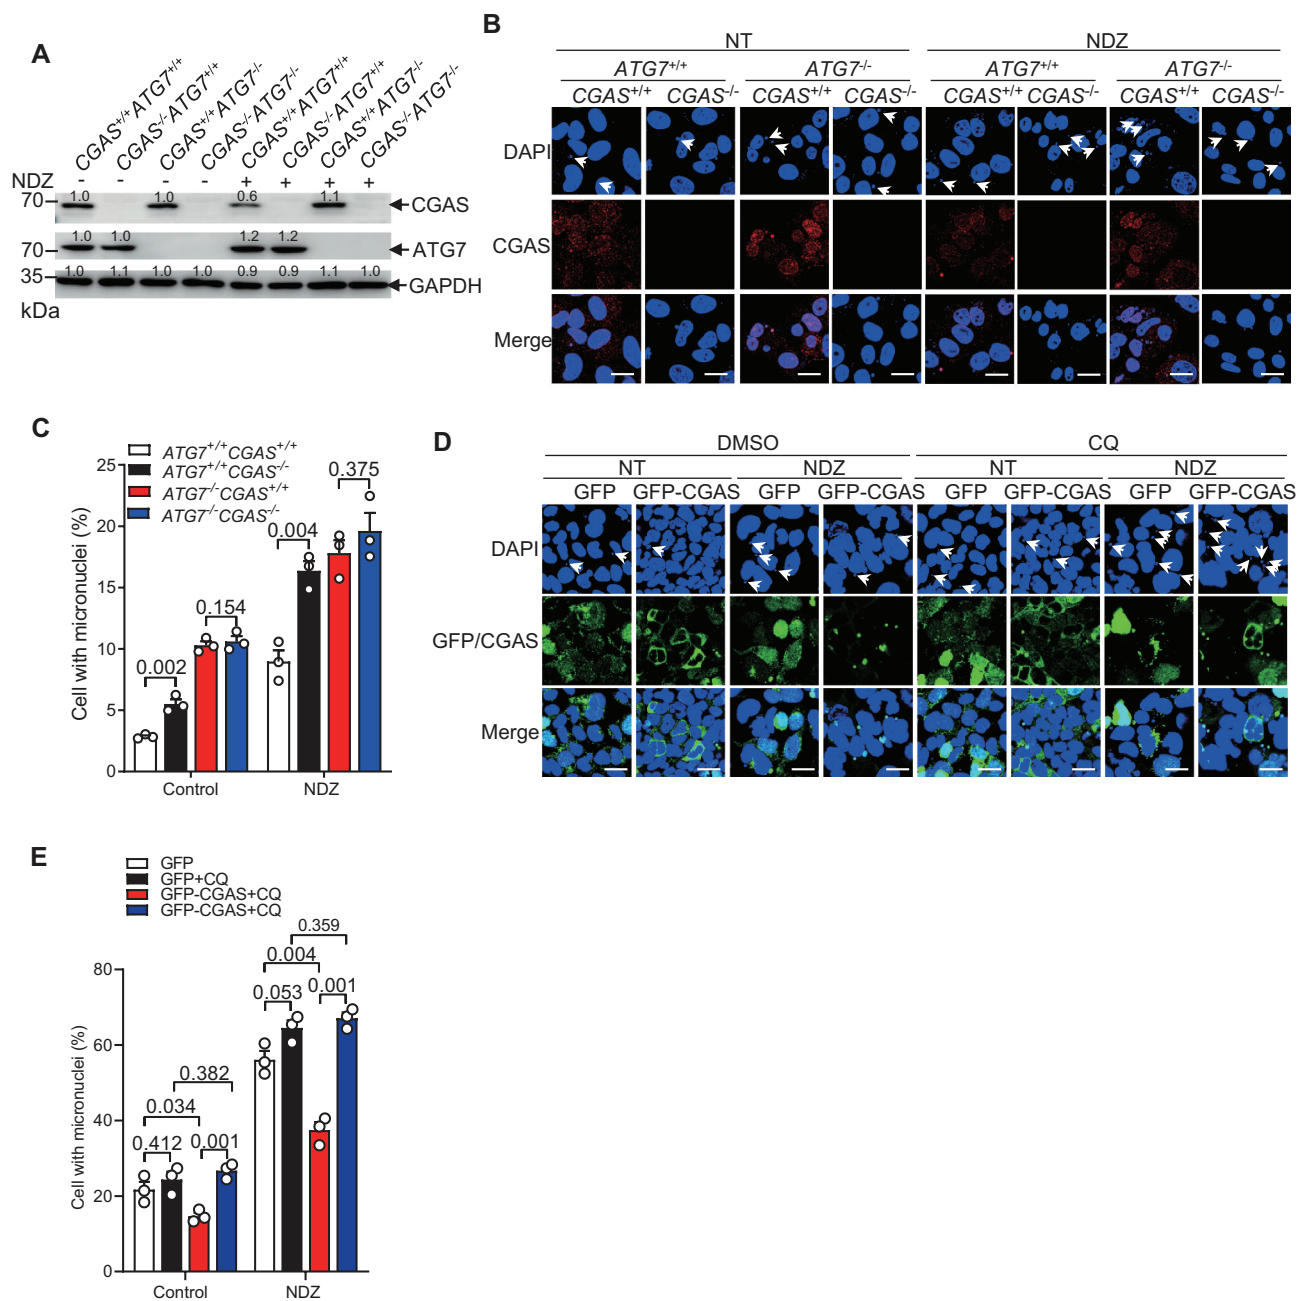 A
CGAS+/+ATG7+/+
CGAS-/-ATG7+/+
CGAS+/+ATG7-/-
CGAS-/-ATG7-/-
CGAS+/+ATG7+/+
CGAS-/-ATG7+/+
CGAS+/+ATG7-/-
CGAS-/-ATG7-/-
NDZ - - - - + + + +
70 1.0 1.0 0.6 1.1 CGAS
70 1.0 1.0 1.2 1.2 ATG7
35 1.0 1.1 1.0 1.0 0.9 0.9 1.1 1.0 GAPDH
kDa
B
NT NDZ
ATG7+/+ ATG7-/- ATG7+/+ ATG7-/-
CGAS+/+ CGAS-/- CGAS+/+ CGAS-/- CGAS+/+ CGAS-/- CGAS+/+ CGAS-/-
DAPI
CGAS
Merge
C
ATG7+/+CGAS+/+
ATG7+/+CGAS-/-
ATG7-/-CGAS+/+
ATG7-/-CGAS-/-
Cell with micronuclei (%)
25
20
15
10
5
0
0.002
0.154
0.004
0.375
Control NDZ
D
DMSO CQ
NT NDZ NT NDZ
GFP GFP-CGAS GFP GFP-CGAS GFP GFP-CGAS GFP GFP-CGAS
DAPI
GFP/CGAS
Merge
E
GFP
GFP+CQ
GFP-CGAS+CQ
GFP-CGAS+CQ
Cell with micronuclei (%)
80
60
40
20
0
0.382
0.034
0.412
0.001
0.359
0.004
0.053
0.001
Control NDZ